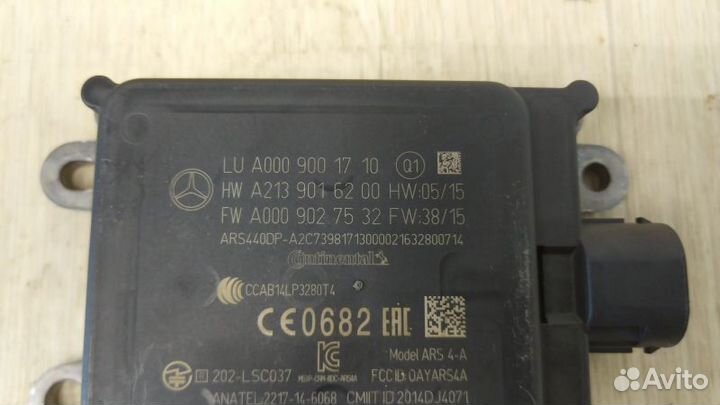 LU A000 900 17 10 Q1
HW A213 901 62 00 HW:05/15
FW A000 902 75 32 FW:38/15
ARS440DP-A2C73981713000021632800714
Continental
CCAB14LP3280T4
CE0682 EAC
Model ARS 4-A
202-LSC037
FCC ID:OAYARS4A
ANATEL 2217-14-6068 CMIIT ID 2014DJ4071
Avito